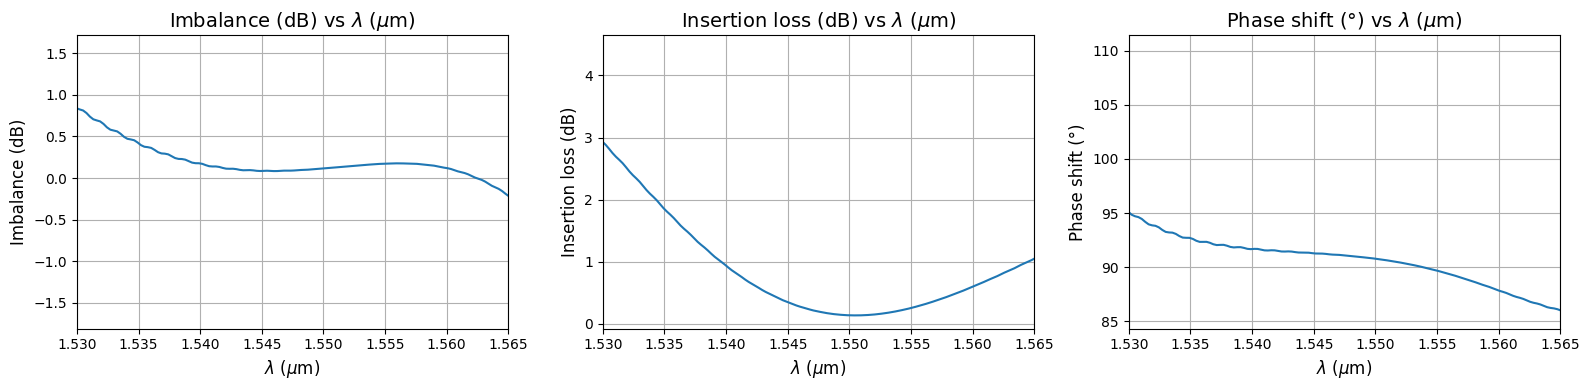 Imbalance (dB) vs λ (μm)
Imbalance (dB)
1.5
1.0
0.5
0.0
−0.5
−1.0
−1.5
1.530 1.535 1.540 1.545 1.550 1.555 1.560 1.565
λ (μm)
Insertion loss (dB) vs λ (μm)
Insertion loss (dB)
4
3
2
1
0
1.530 1.535 1.540 1.545 1.550 1.555 1.560 1.565
λ (μm)
Phase shift (°) vs λ (μm)
Phase shift (°)
110
105
100
95
90
85
1.530 1.535 1.540 1.545 1.550 1.555 1.560 1.565
λ (μm)